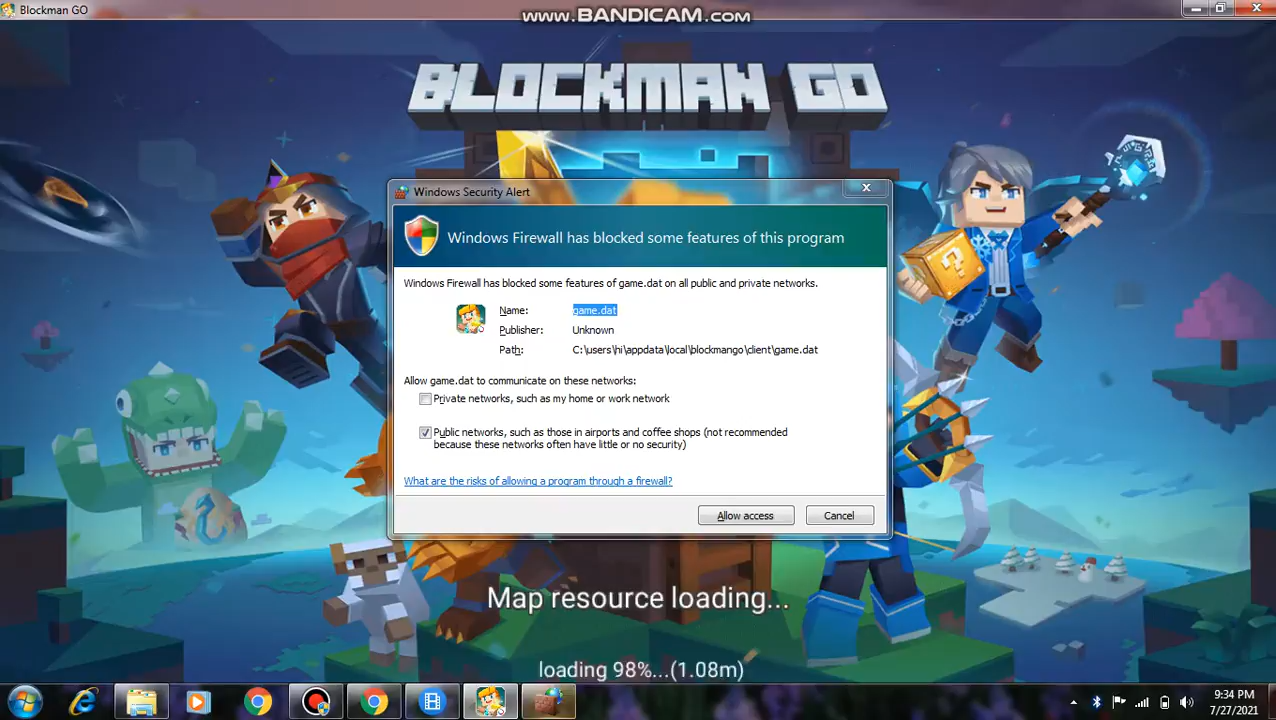 Blockman GO
www.BANDICAM.com
BLOCKMAN GO
Windows Security Alert
Windows Firewall has blocked some features of this program
Windows Firewall has blocked some features of game.dat on all public and private networks.
Name: game.dat
Publisher: Unknown
Path: C:\users\hi\appdata\local\blockmango\client\game.dat
Allow game.dat to communicate on these networks:
Private networks, such as my home or work network
Public networks, such as those in airports and coffee shops (not recommended
because these networks often have little or no security)
What are the risks of allowing a program through a firewall?
Allow access Cancel
Map resource loading...
loading 98%...(1.08m)
9:34 PM
7/27/2021